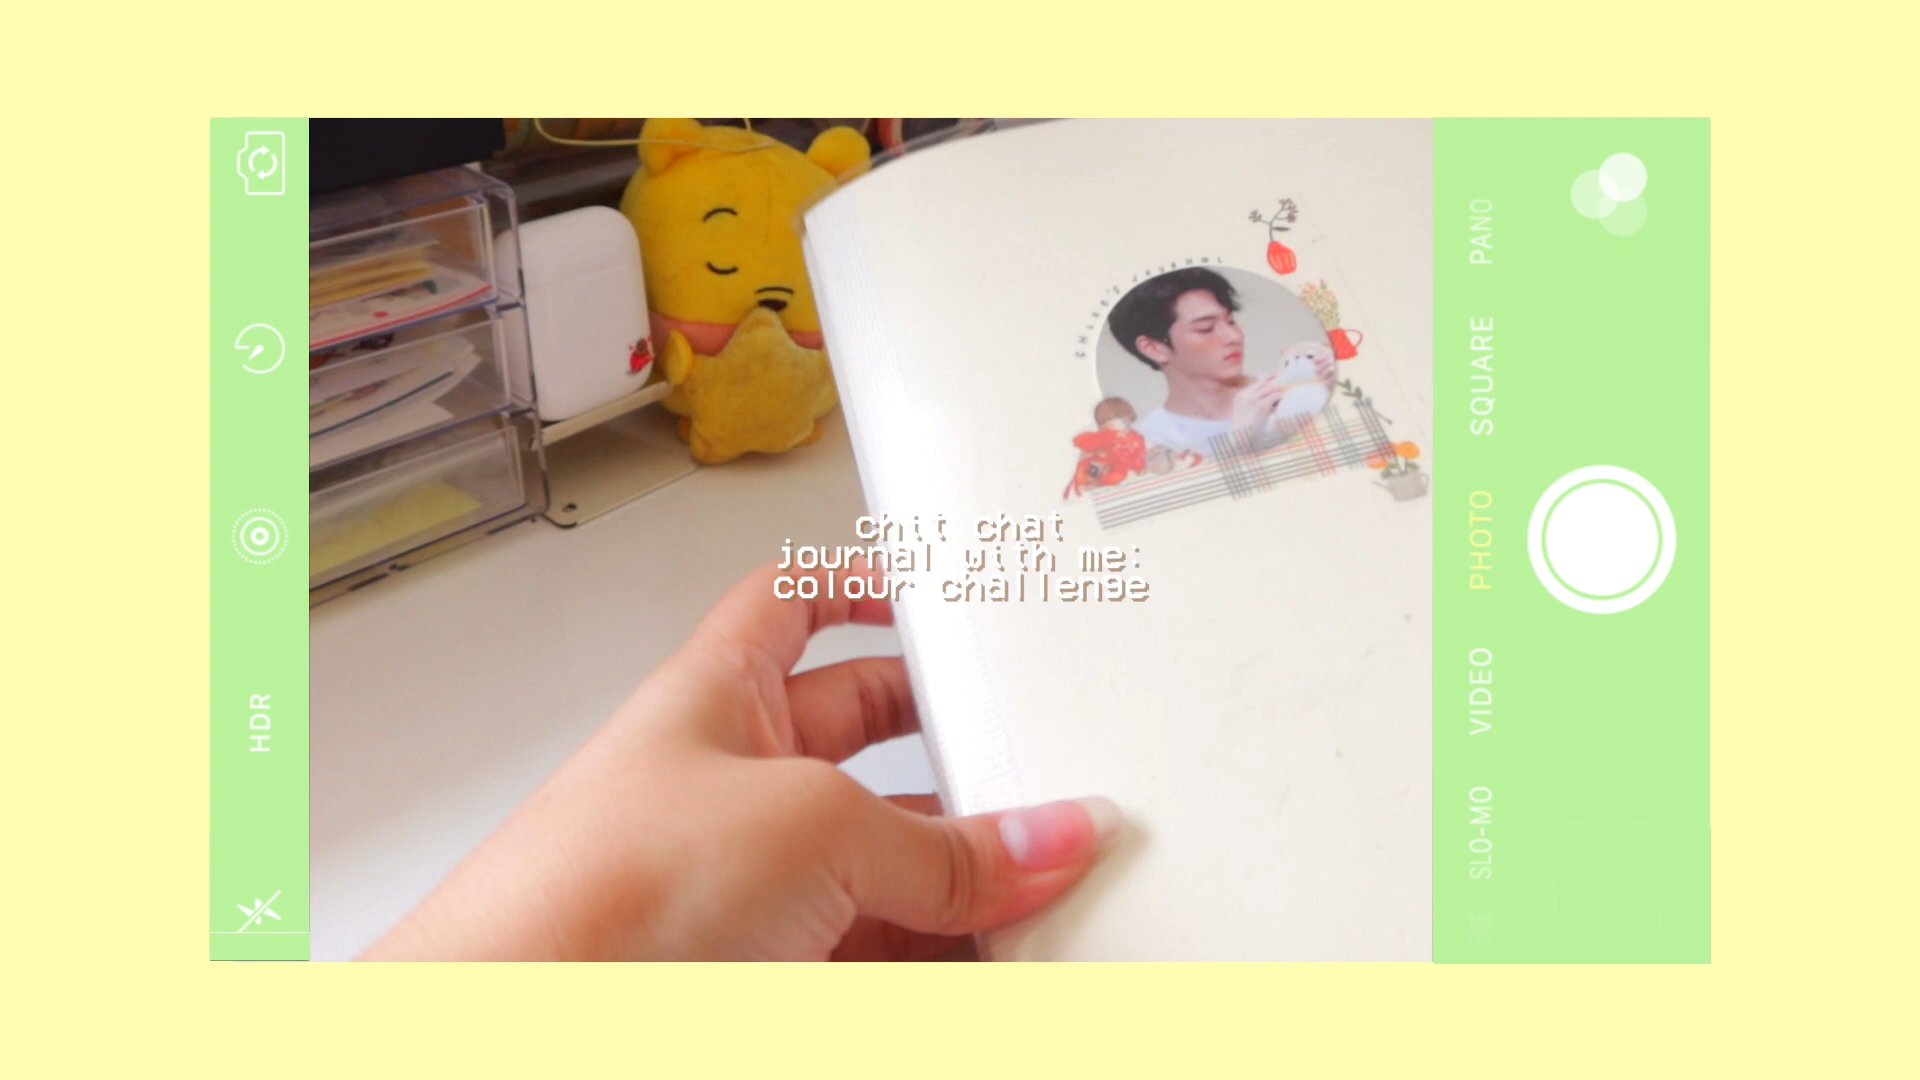 HDR
chit chat
journal with me:
colour challenge
PANO
SQUARE
PHOTO
VIDEO
SLO-MO